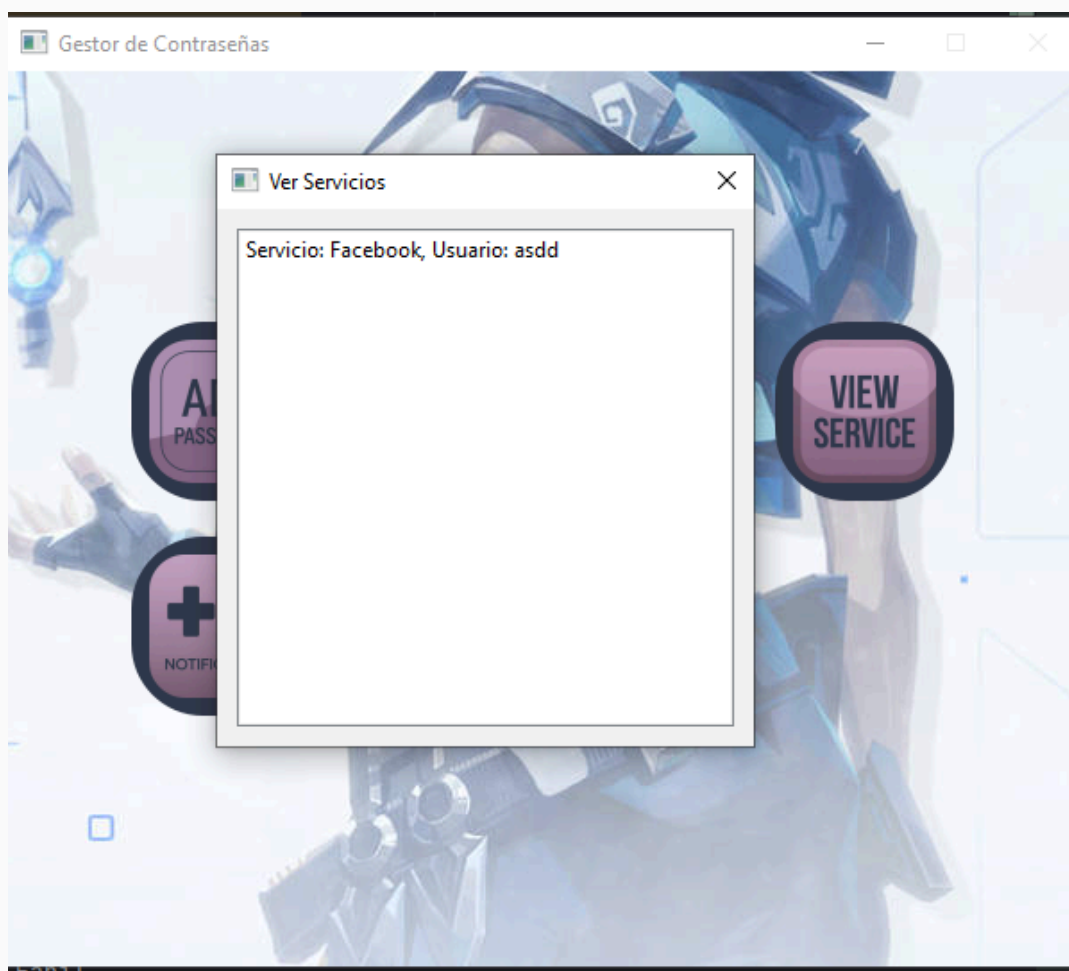 Gestor de Contraseñas
Ver Servicios
Servicio: Facebook, Usuario: asdd
VIEW
SERVICE